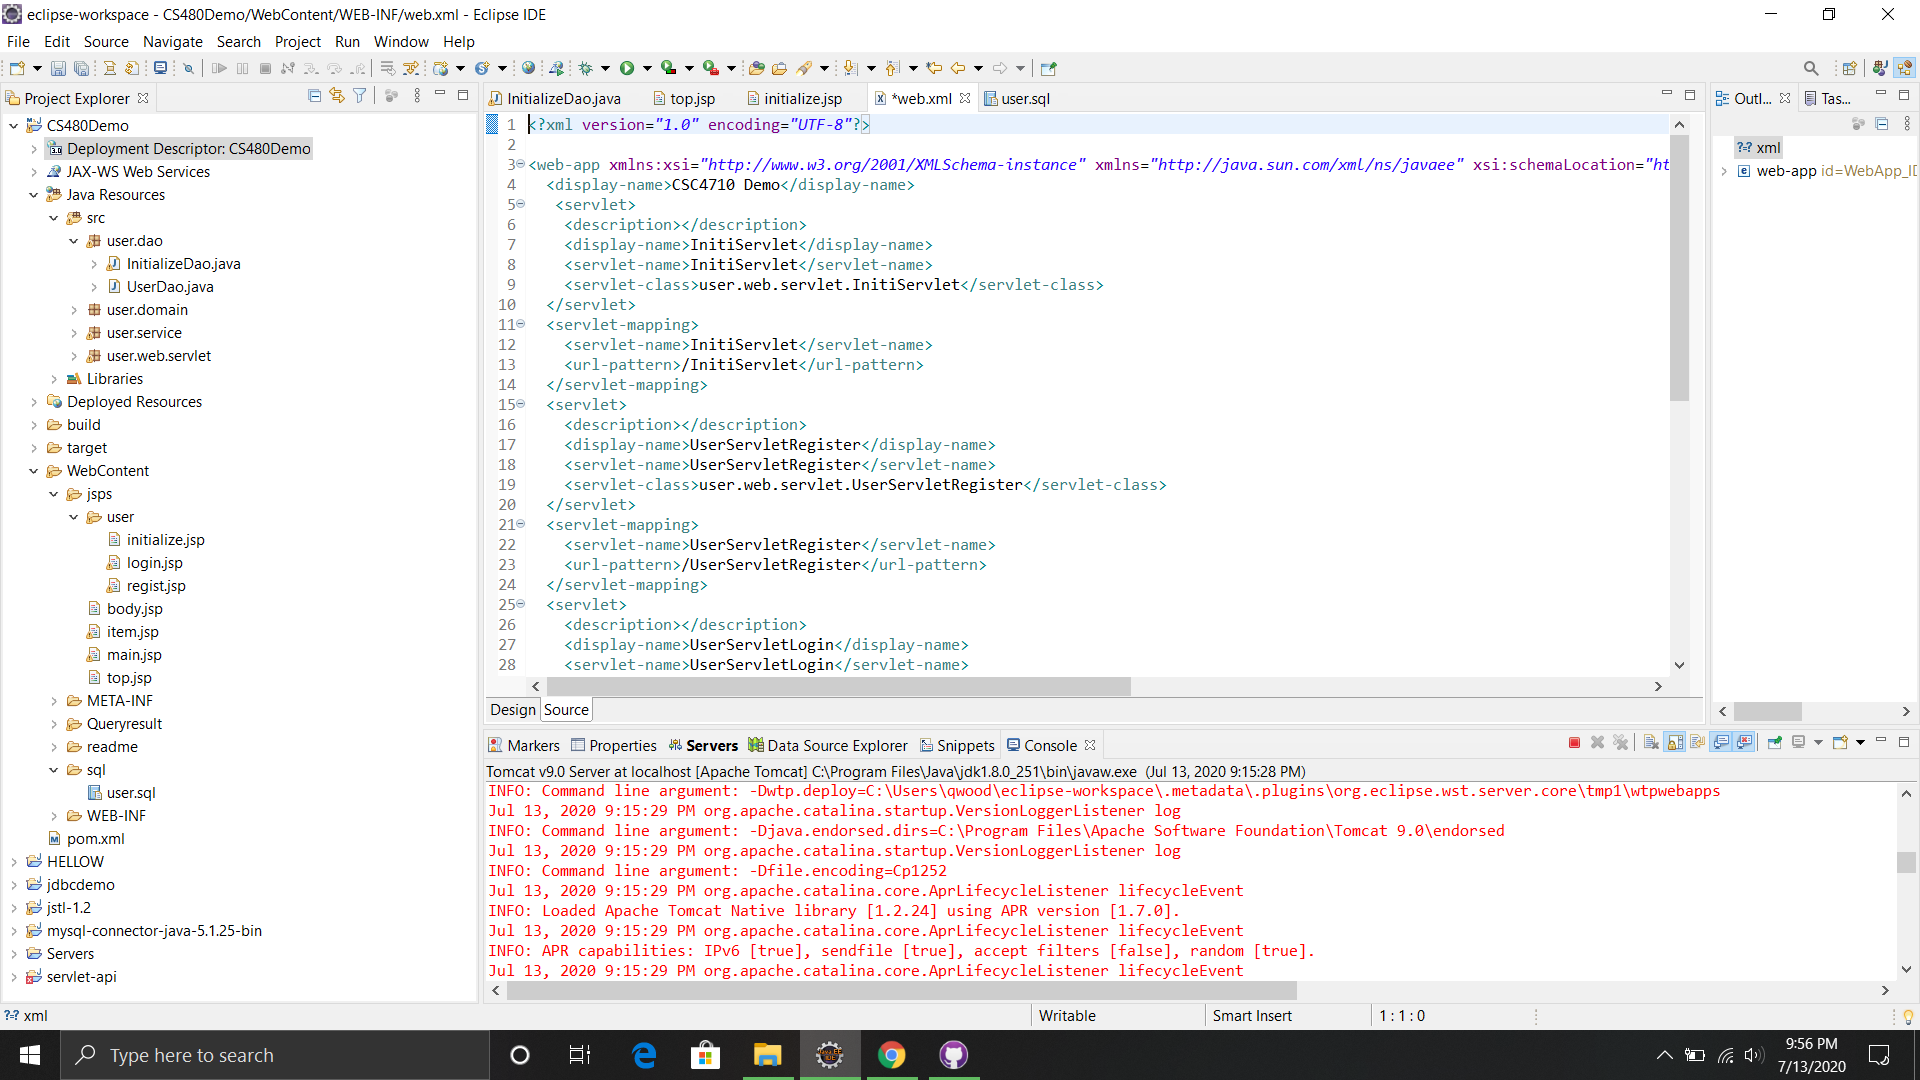 eclipse-workspace - CS480Demo/WebContent/WEB-INF/web.xml - Eclipse IDE
File Edit Source Navigate Search Project Run Window Help
Project Explorer
CS480Demo
Deployment Descriptor: CS480Demo
JAX-WS Web Services
Java Resources
src
user.dao
InitializeDao.java
UserDao.java
user.domain
user.service
user.web.servlet
Libraries
Deployed Resources
build
target
WebContent
jsps
user
initialize.jsp
login.jsp
regist.jsp
body.jsp
item.jsp
main.jsp
top.jsp
META-INF
Queryresult
readme
sql
user.sql
WEB-INF
pom.xml
HELLOW
jdbcdemo
jstl-1.2
mysql-connector-java-5.1.25-bin
Servers
servlet-api
InitializeDao.java top.jsp initialize.jsp *web.xml user.sql
1 <?xml version="1.0" encoding="UTF-8"?>
2
3 <web-app xmlns:xsi="http://www.w3.org/2001/XMLSchema-instance" xmlns="http://java.sun.com/xml/ns/javaee" xsi:schemaLocation="ht
4 <display-name>CSC4710 Demo</display-name>
5 <servlet>
6 <description></description>
7 <display-name>InitiServlet</display-name>
8 <servlet-name>InitiServlet</servlet-name>
9 <servlet-class>user.web.servlet.InitiServlet</servlet-class>
10 </servlet>
11 <servlet-mapping>
12 <servlet-name>InitiServlet</servlet-name>
13 <url-pattern>/InitiServlet</url-pattern>
14 </servlet-mapping>
15 <servlet>
16 <description></description>
17 <display-name>UserServletRegister</display-name>
18 <servlet-name>UserServletRegister</servlet-name>
19 <servlet-class>user.web.servlet.UserServletRegister</servlet-class>
20 </servlet>
21 <servlet-mapping>
22 <servlet-name>UserServletRegister</servlet-name>
23 <url-pattern>/UserServletRegister</url-pattern>
24 </servlet-mapping>
25 <servlet>
26 <description></description>
27 <display-name>UserServletLogin</display-name>
28 <servlet-name>UserServletLogin</servlet-name>
Design Source
Outl... Tas...
xml
web-app id=WebApp_ID
Markers Properties Servers Data Source Explorer Snippets Console
Tomcat v9.0 Server at localhost [Apache Tomcat] C:\Program Files\Java\jdk1.8.0_251\bin\javaw.exe (Jul 13, 2020 9:15:28 PM)
INFO: Command line argument: -Dwtp.deploy=C:\Users\qwood\eclipse-workspace\.metadata\.plugins\org.eclipse.wst.server.core\tmp1\wtpwebapps
Jul 13, 2020 9:15:29 PM org.apache.catalina.startup.VersionLoggerListener log
INFO: Command line argument: -Djava.endorsed.dirs=C:\Program Files\Apache Software Foundation\Tomcat 9.0\endorsed
Jul 13, 2020 9:15:29 PM org.apache.catalina.startup.VersionLoggerListener log
INFO: Command line argument: -Dfile.encoding=Cp1252
Jul 13, 2020 9:15:29 PM org.apache.catalina.core.AprLifecycleListener lifecycleEvent
INFO: Loaded Apache Tomcat Native library [1.2.24] using APR version [1.7.0].
Jul 13, 2020 9:15:29 PM org.apache.catalina.core.AprLifecycleListener lifecycleEvent
INFO: APR capabilities: IPv6 [true], sendfile [true], accept filters [false], random [true].
Jul 13, 2020 9:15:29 PM org.apache.catalina.core.AprLifecycleListener lifecycleEvent
xml
Writable
Smart Insert
1 : 1 : 0
Type here to search
9:56 PM
7/13/2020